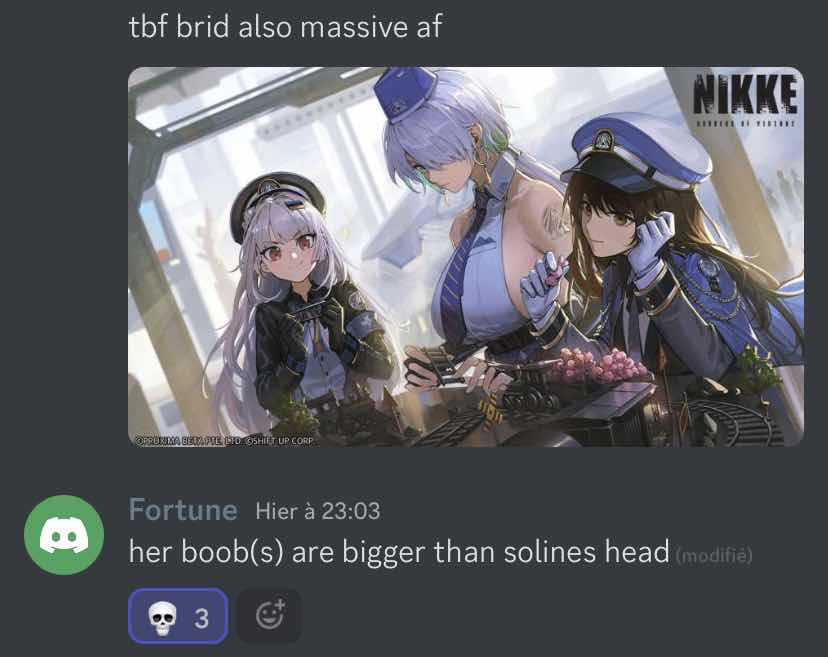 tbf brid also massive af
NIKKE
GODDESS OF VICTORY
©PROXIMA BETA PTE. LTD. ©SHIFT UP CORP.
Fortune Hier à 23:03
her boob(s) are bigger than solines head (modifié)
3